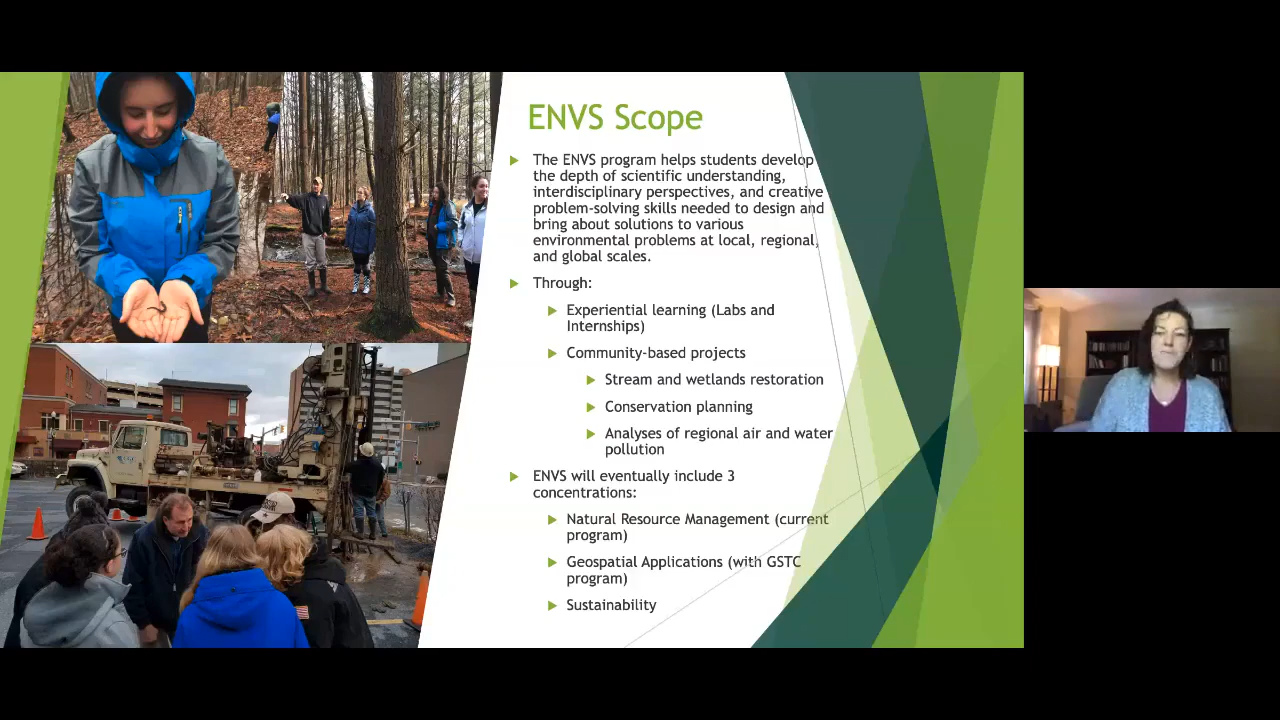 ENVS Scope
The ENVS program helps students develop
the depth of scientific understanding,
interdisciplinary perspectives, and creative
problem-solving skills needed to design and
bring about solutions to various
environmental problems at local, regional,
and global scales.
Through:
Experiential learning (Labs and
Internships)
Community-based projects
Stream and wetlands restoration
Conservation planning
Analyses of regional air and water
pollution
ENVS will eventually include 3
concentrations:
Natural Resource Management (current
program)
Geospatial Applications (with GSTC
program)
Sustainability